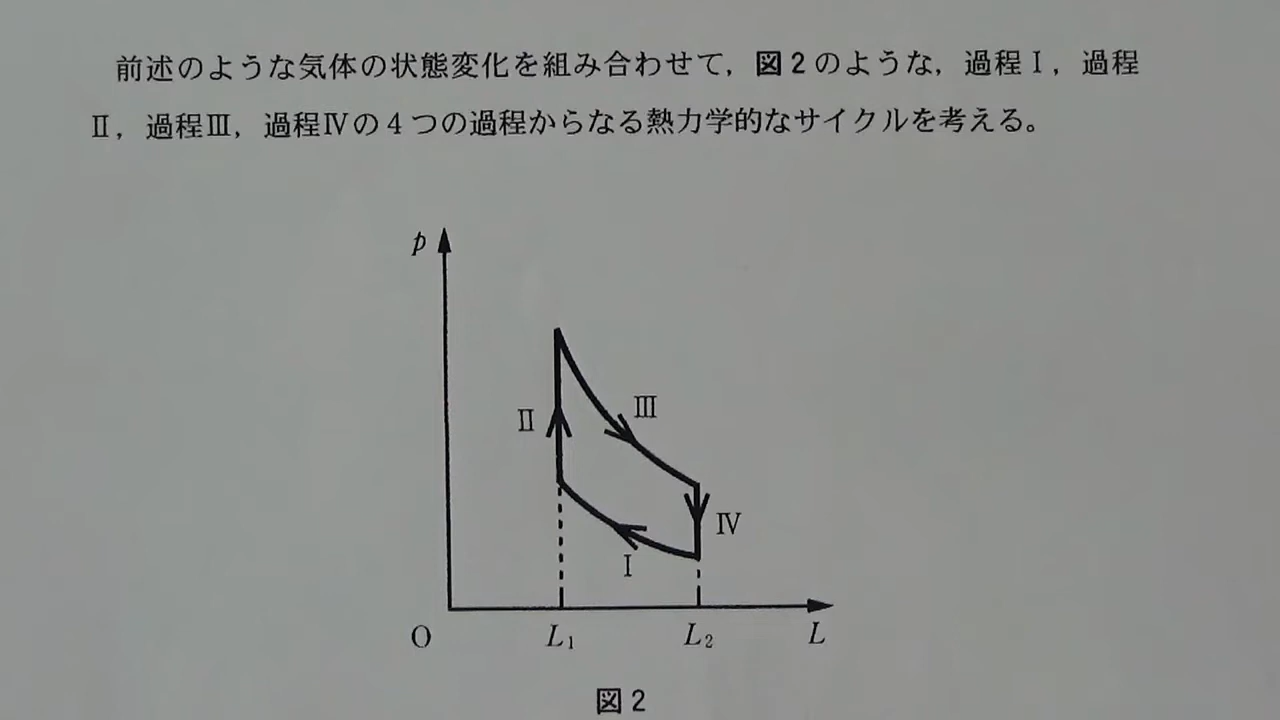 前述のような気体の状態変化を組み合わせて，図2のような，過程Ⅰ，過程
Ⅱ，過程Ⅲ，過程Ⅳの4つの過程からなる熱力学的なサイクルを考える。
p
Ⅲ
Ⅱ
Ⅳ
Ⅰ
O
L₁
L₂
L
図2